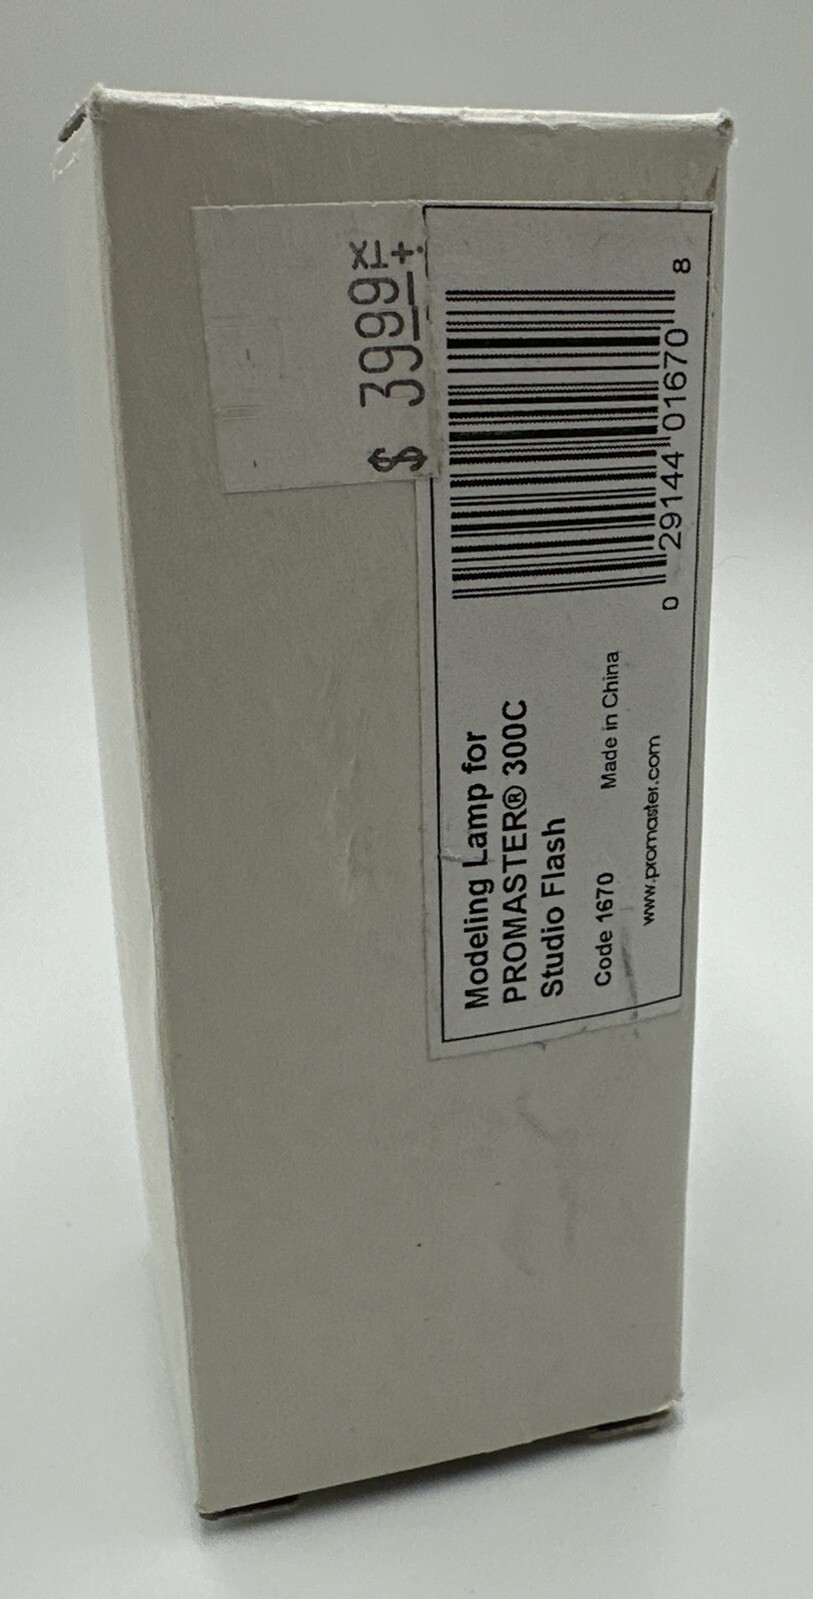 $ 39.99
+ TX
0 29144 01670 8
Modeling Lamp for
PROMASTER® 300C
Studio Flash
Code 1670 Made in China
www.promaster.com